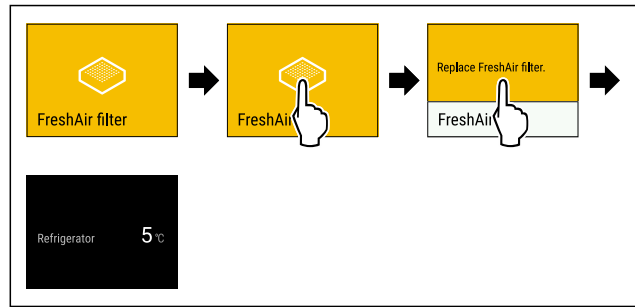 FreshAir filter
FreshAi
Replace FreshAir filter.
FreshAi
Refrigerator 5 °C